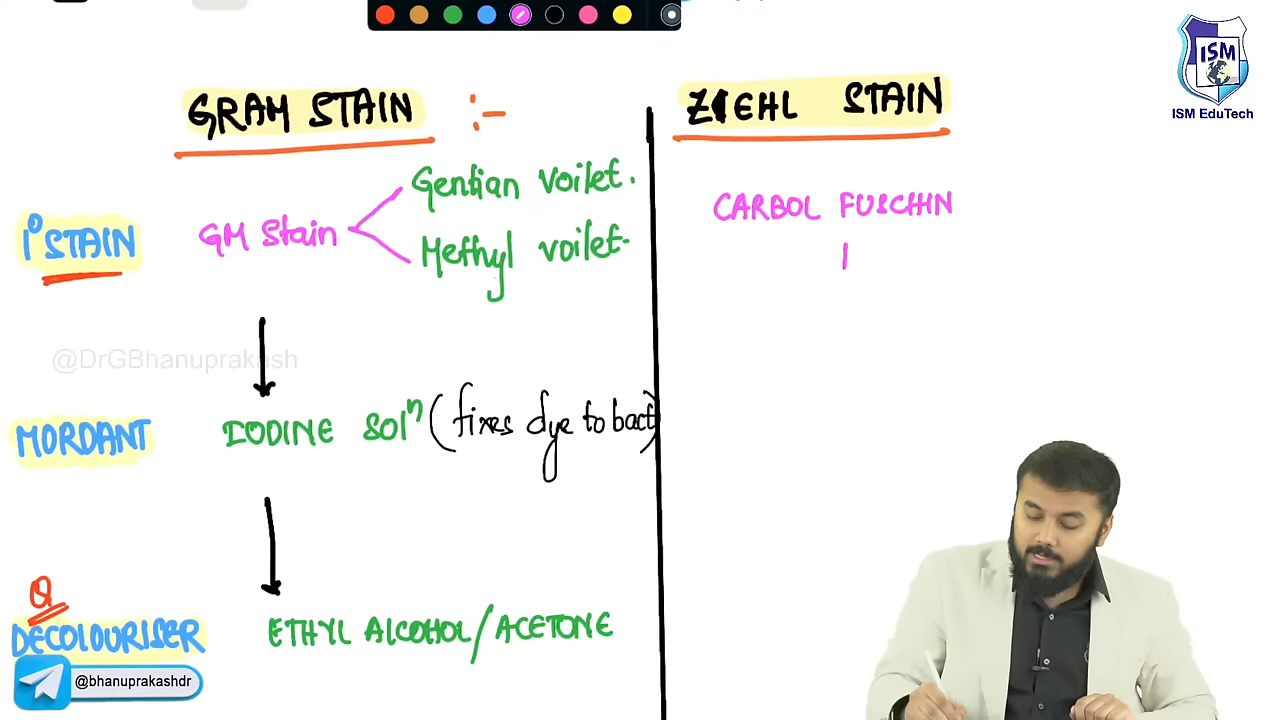 GRAM STAIN :-
ZIEHL STAIN
ISM
ISM EduTech
1° STAIN
GM Stain
Gentian Voilet.
Methyl voilet-
CARBOL FUSCHIN
@DrGBhanuprakash
MORDANT
IODINE Solⁿ (fixes dye to bact)
Q
DECOLOURISER
ETHYL ALCOHOL/ACETONE
@bhanuprakashdr